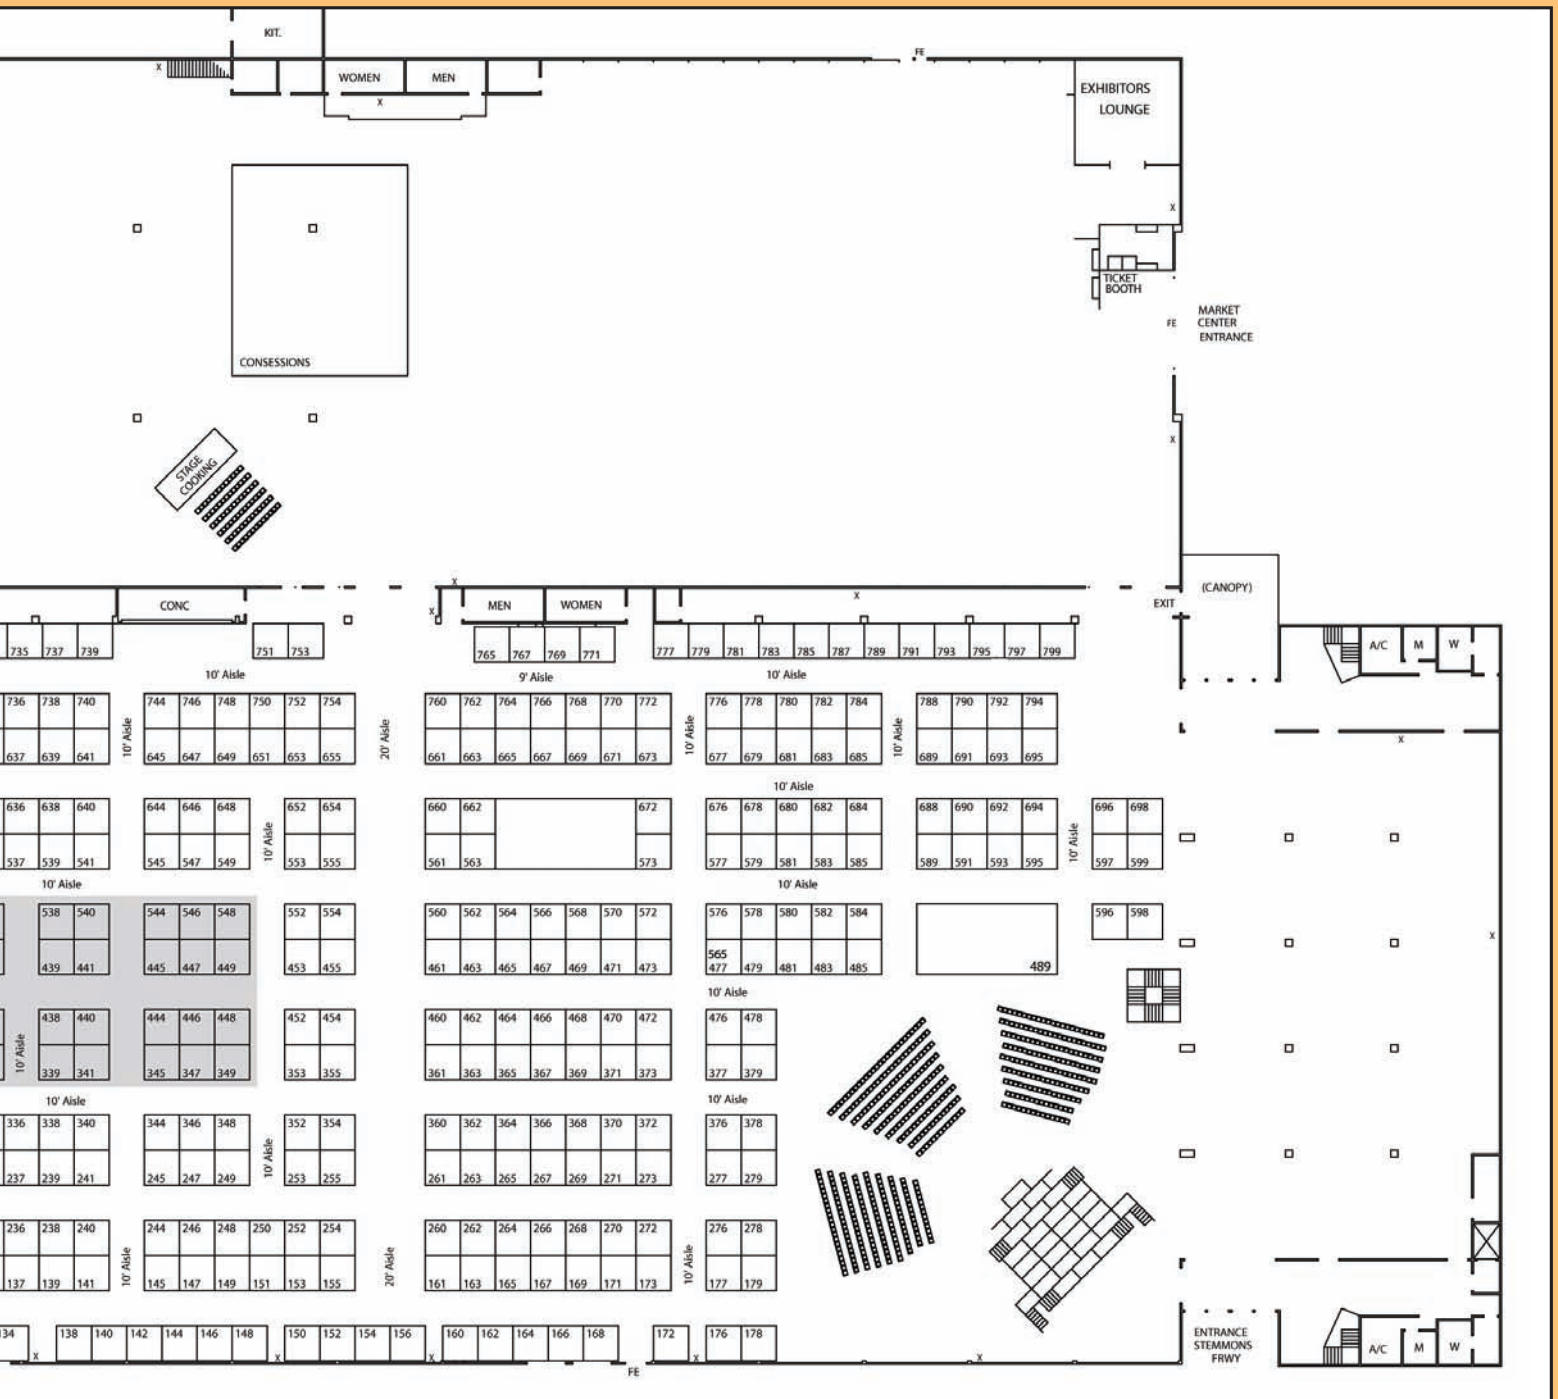 KIT.
X
WOMEN
MEN
X
FE
EXHIBITORS
LOUNGE
X
TICKET
BOOTH
MARKET
FE CENTER
ENTRANCE
CONSESSIONS
X
STAGE
COOKING
X
(CANOPY)
CONC
X
MEN
WOMEN
X
EXIT
A/C M W
735 737 739
751 753
765 767 769 771
777 779 781 783 785 787 789 791 793 795 797 799
10' Aisle
9' Aisle
10' Aisle
736 738 740
744 746 748 750 752 754
760 762 764 766 768 770 772
776 778 780 782 784
788 790 792 794
10' Aisle
20' Aisle
10' Aisle
10' Aisle
X
637 639 641
645 647 649 651 653 655
661 663 665 667 669 671 673
677 679 681 683 685
689 691 693 695
10' Aisle
636 638 640
644 646 648
652 654
660 662
672
676 678 680 682 684
688 690 692 694
696 698
10' Aisle
10' Aisle
537 539 541
545 547 549
553 555
561 563
573
577 579 581 583 585
589 591 593 595
597 599
10' Aisle
10' Aisle
538 540
544 546 548
552 554
560 562 564 566 568 570 572
576 578 580 582 584
596 598
X
565
439 441
445 447 449
453 455
461 463 465 467 469 471 473
477 479 481 483 485
489
10' Aisle
438 440
444 446 448
452 454
460 462 464 466 468 470 472
476 478
10' Aisle
339 341
345 347 349
353 355
361 363 365 367 369 371 373
377 379
10' Aisle
10' Aisle
336 338 340
344 346 348
352 354
360 362 364 366 368 370 372
376 378
10' Aisle
237 239 241
245 247 249
253 255
261 263 265 267 269 271 273
277 279
236 238 240
244 246 248 250 252 254
260 262 264 266 268 270 272
276 278
10' Aisle
20' Aisle
10' Aisle
137 139 141
145 147 149 151 153 155
161 163 165 167 169 171 173
177 179
134
138 140 142 144 146 148
150 152 154 156
160 162 164 166 168
172
176 178
X
X
X
X
X
FE
ENTRANCE
STEMMONS
FRWY
A/C M W